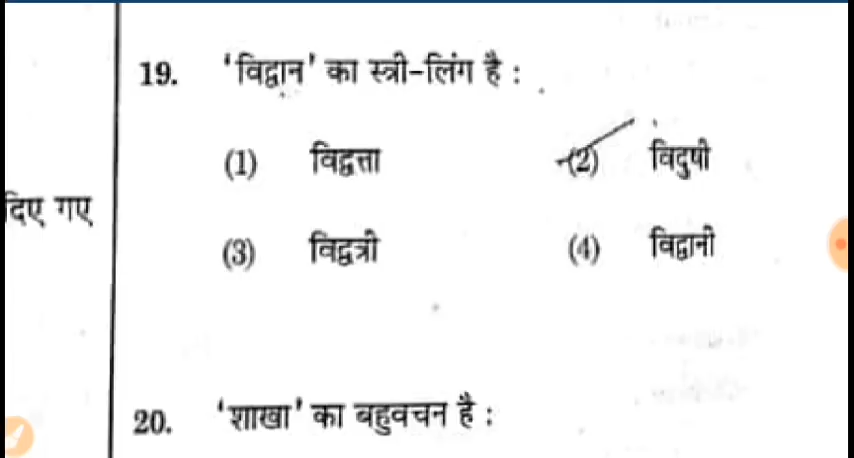 19. 'विद्वान' का स्त्री-लिंग है :
(1) विद्वत्ता (2) विदुषी
दिए गए
(3) विद्वत्री (4) विद्वानी
20. 'शाखा' का बहुवचन है :